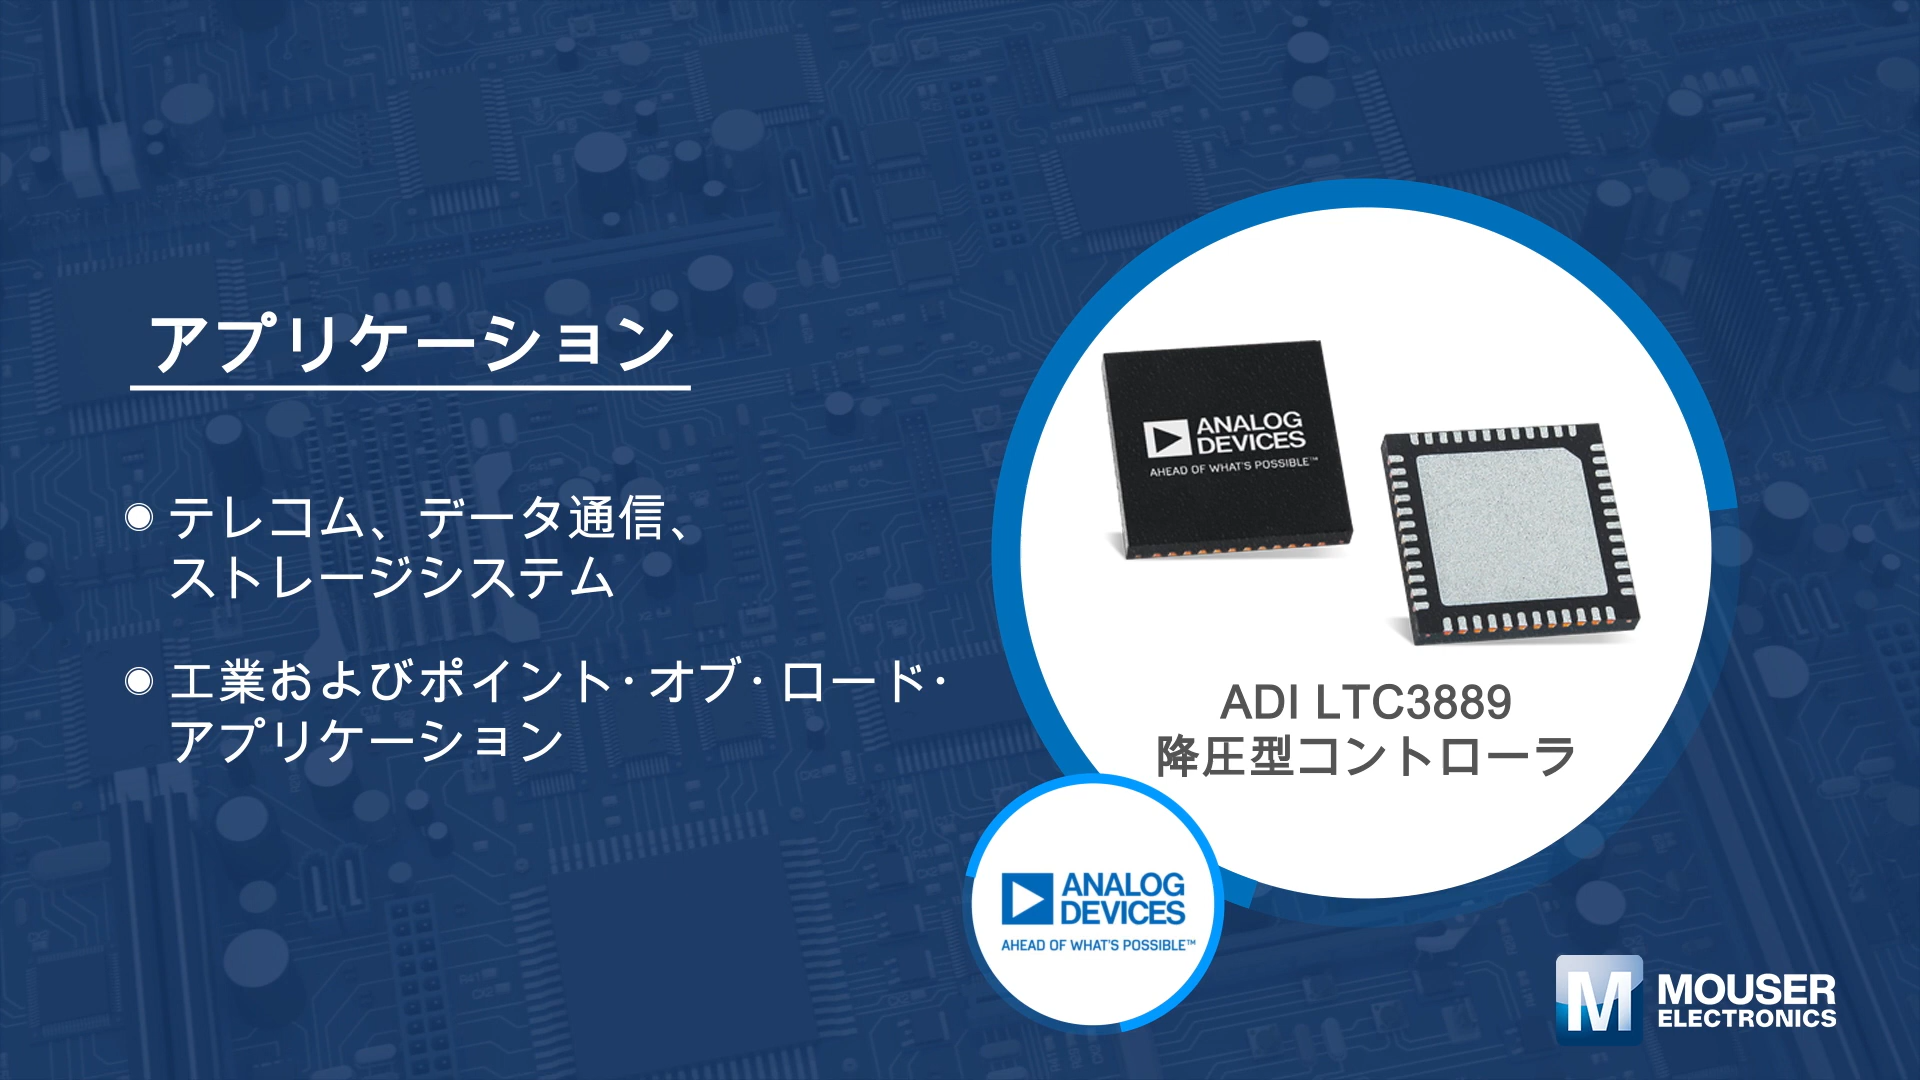 アプリケーション
◉ テレコム、データ通信、
ストレージシステム
◉ 工業およびポイント･オブ･ロード･
アプリケーション
ANALOG
DEVICES
AHEAD OF WHAT'S POSSIBLE™
ADI LTC3889
降圧型コントローラ
ANALOG
DEVICES
AHEAD OF WHAT'S POSSIBLE™
M
MOUSER
ELECTRONICS